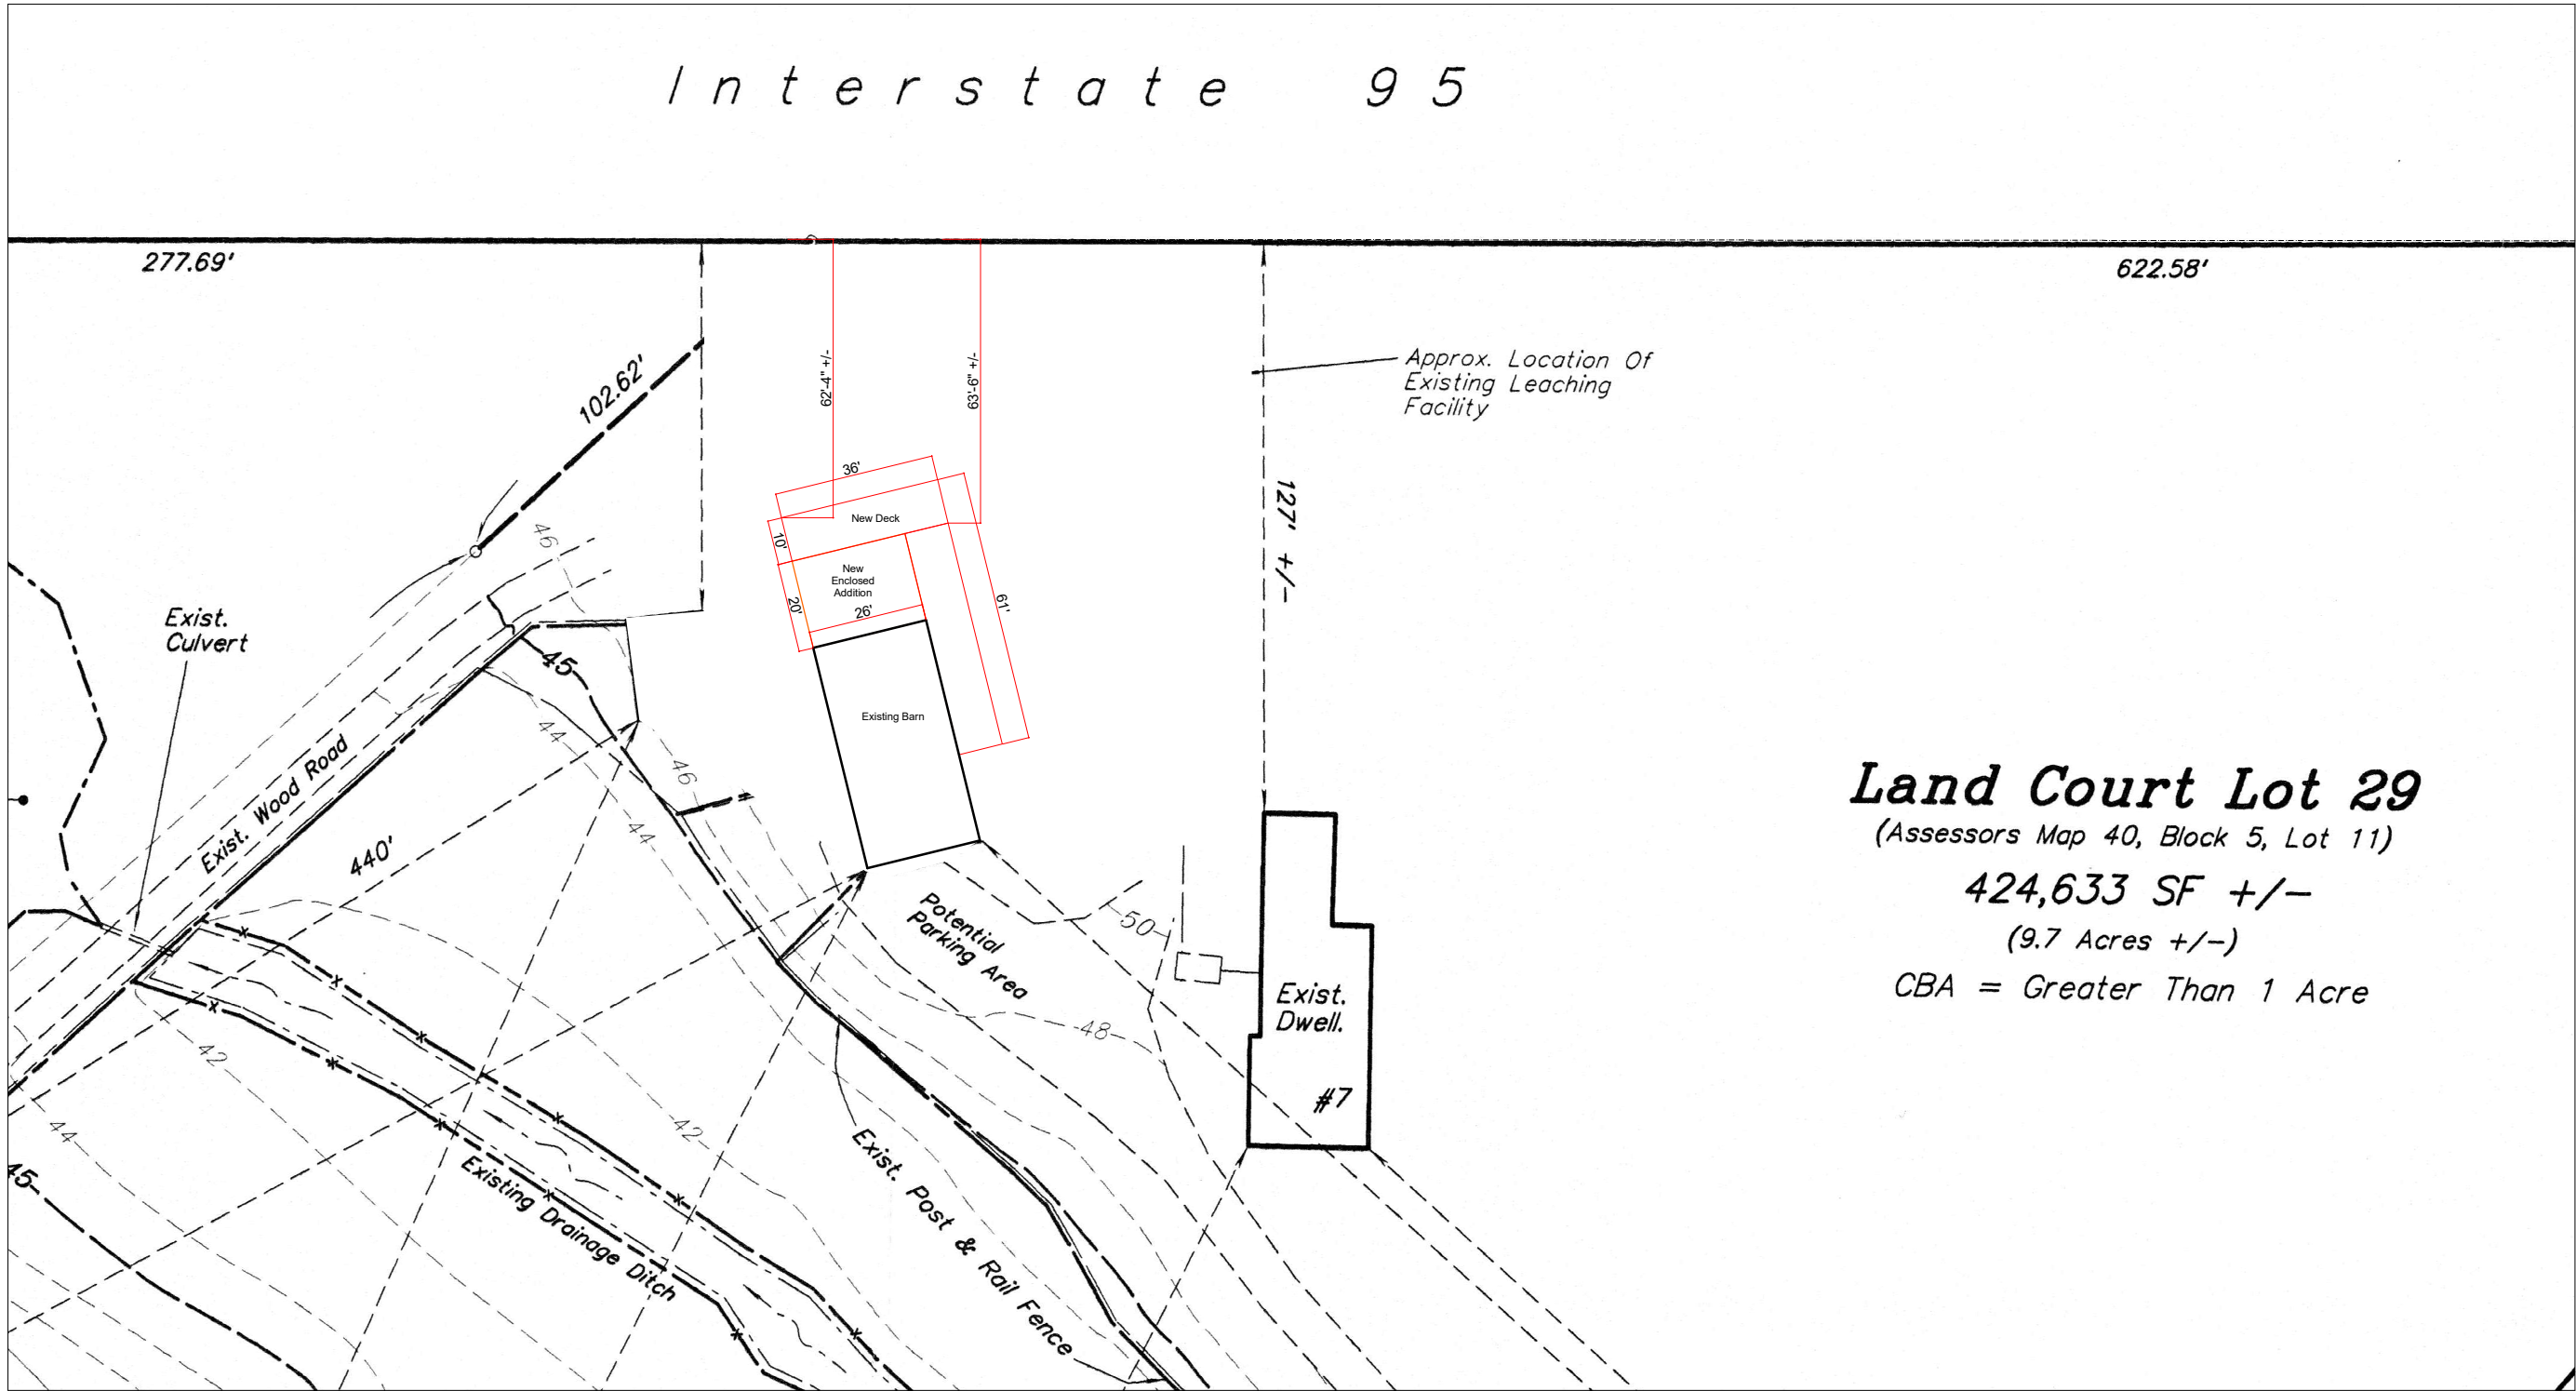 Interstate 95
277.69'
622.58'
102.62'
62'-4" +/-
63'-6" +/-
Approx. Location Of
Existing Leaching
Facility
127' +/-
36'
New Deck
10'
46
New
Enclosed
Addition
20'
26'
61'
Exist.
Culvert
45
44
Existing Barn
46
Exist. Wood Road
44
440'
Land Court Lot 29
(Assessors Map 40, Block 5, Lot 11)
424,633 SF +/-
(9.7 Acres +/-)
CBA = Greater Than 1 Acre
Potential
Parking Area
50
48
Exist.
Dwell.
#7
42
44
42
45
Existing Drainage Ditch
Exist. Post & Rail Fence